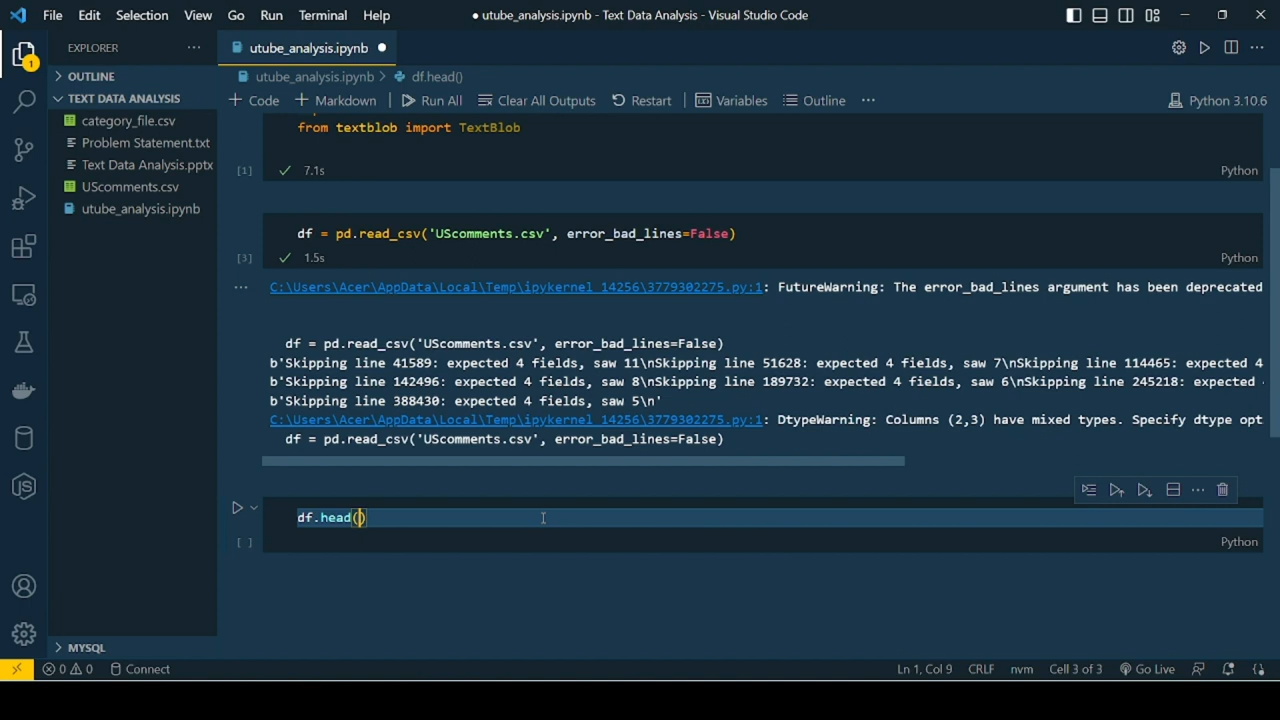 File Edit Selection View Go Run Terminal Help
● utube_analysis.ipynb - Text Data Analysis - Visual Studio Code
EXPLORER ···
1
OUTLINE
TEXT DATA ANALYSIS
category_file.csv
Problem Statement.txt
Text Data Analysis.pptx
UScomments.csv
utube_analysis.ipynb
MYSQL
utube_analysis.ipynb ●
utube_analysis.ipynb > df.head()
+ Code + Markdown Run All Clear All Outputs Restart Variables Outline ··· Python 3.10.6
from textblob import TextBlob
[1] ✓ 7.1s Python
df = pd.read_csv('UScomments.csv', error_bad_lines=False)
[3] ✓ 1.5s Python
··· C:\Users\Acer\AppData\Local\Temp\ipykernel_14256\3779302275.py:1: FutureWarning: The error_bad_lines argument has been deprecated
df = pd.read_csv('UScomments.csv', error_bad_lines=False)
b'Skipping line 41589: expected 4 fields, saw 11\nSkipping line 51628: expected 4 fields, saw 7\nSkipping line 114465: expected 4
b'Skipping line 142496: expected 4 fields, saw 8\nSkipping line 189732: expected 4 fields, saw 6\nSkipping line 245218: expected
b'Skipping line 388430: expected 4 fields, saw 5\n'
C:\Users\Acer\AppData\Local\Temp\ipykernel_14256\3779302275.py:1: DtypeWarning: Columns (2,3) have mixed types. Specify dtype opt
df = pd.read_csv('UScomments.csv', error_bad_lines=False)
df.head()
[ ] Python
0 0 Connect Ln 1, Col 9 CRLF nvm Cell 3 of 3 Go Live